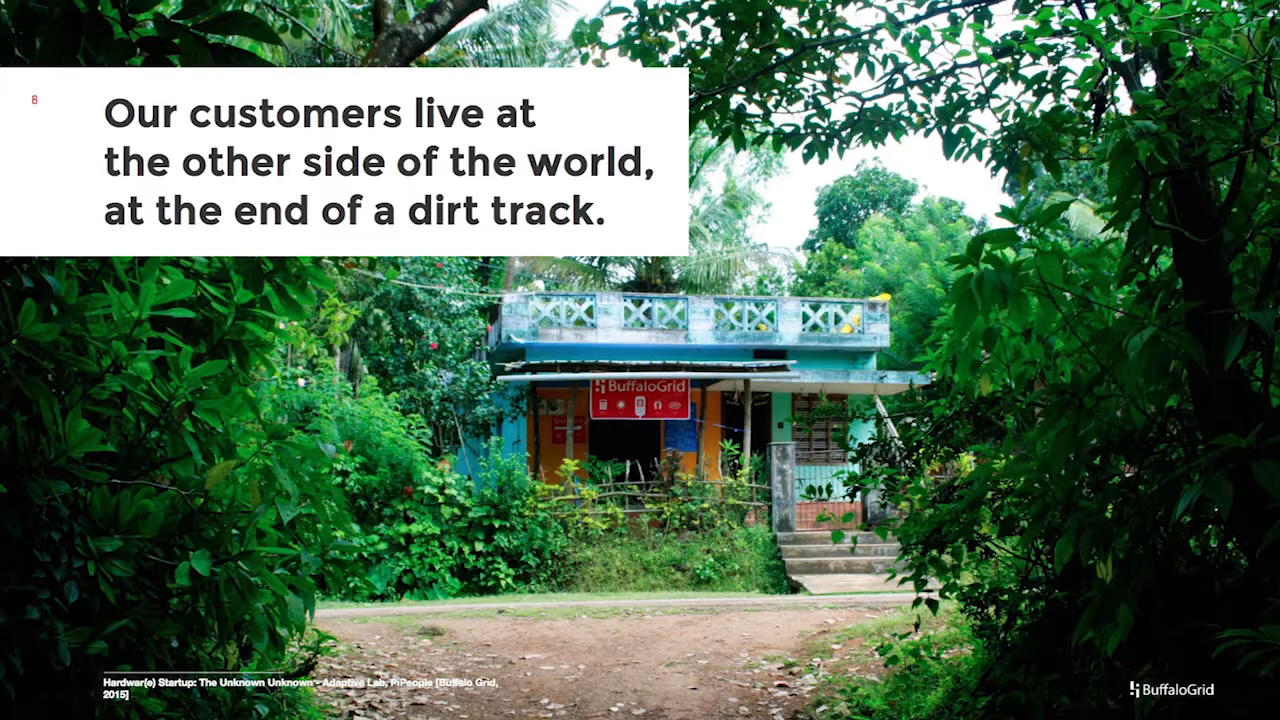 8
Our customers live at
the other side of the world,
at the end of a dirt track.
BuffaloGrid
Hardwar(e) Startup: The Unknown Unknown - Adaptive Lab, PiPeople [Buffalo Grid,
2015]
BuffaloGrid